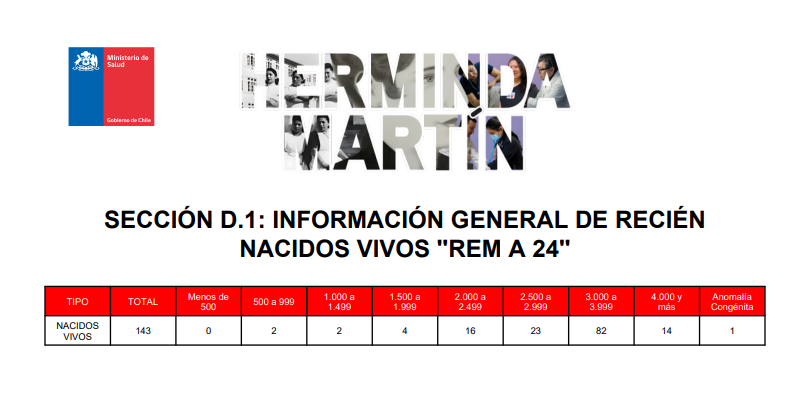 Ministerio de
Salud
Gobierno de Chile
HERMINDA
MARTÍN
SECCIÓN D.1: INFORMACIÓN GENERAL DE RECIÉN
NACIDOS VIVOS "REM A 24"
TIPO TOTAL Menos de 500 500 a 999 1.000 a 1.499 1.500 a 1.999 2.000 a 2.499 2.500 a 2.999 3.000 a 3.999 4.000 y más Anomalía Congénita
NACIDOS VIVOS 143 0 2 2 4 16 23 82 14 1